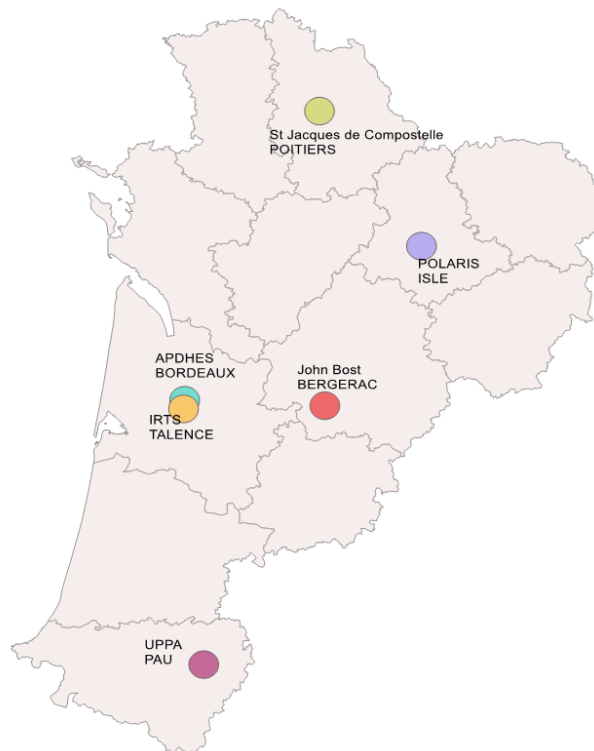 St Jacques de Compostelle
POITIERS
POLARIS
ISLE
APDHES
BORDEAUX
John Bost
BERGERAC
IRTS
TALENCE
UPPA
PAU